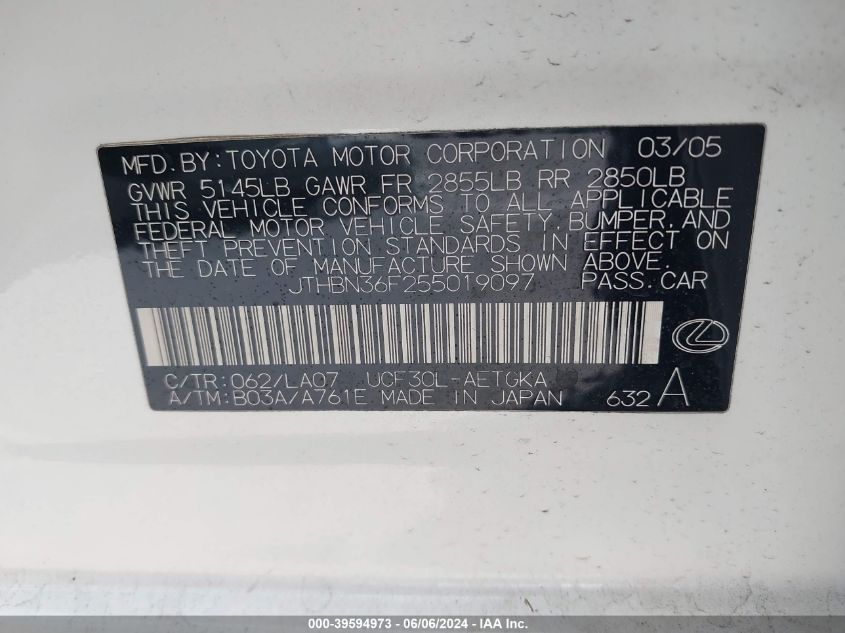 MFD. BY: TOYOTA MOTOR CORPORATION 03/05
GVWR 5145LB GAWR FR 2855LB RR 2850LB
THIS VEHICLE CONFORMS TO ALL APPLICABLE
FEDERAL MOTOR VEHICLE SAFETY, BUMPER, AND
THEFT PREVENTION STANDARDS IN EFFECT ON
THE DATE OF MANUFACTURE SHOWN ABOVE.
JTHBN36F255019097 PASS. CAR
C/TR: 062/LA07 UCF30L-AETGKA
A/TM: B03A/A761E MADE IN JAPAN 632 A
000-39594973 - 06/06/2024 - IAA Inc.